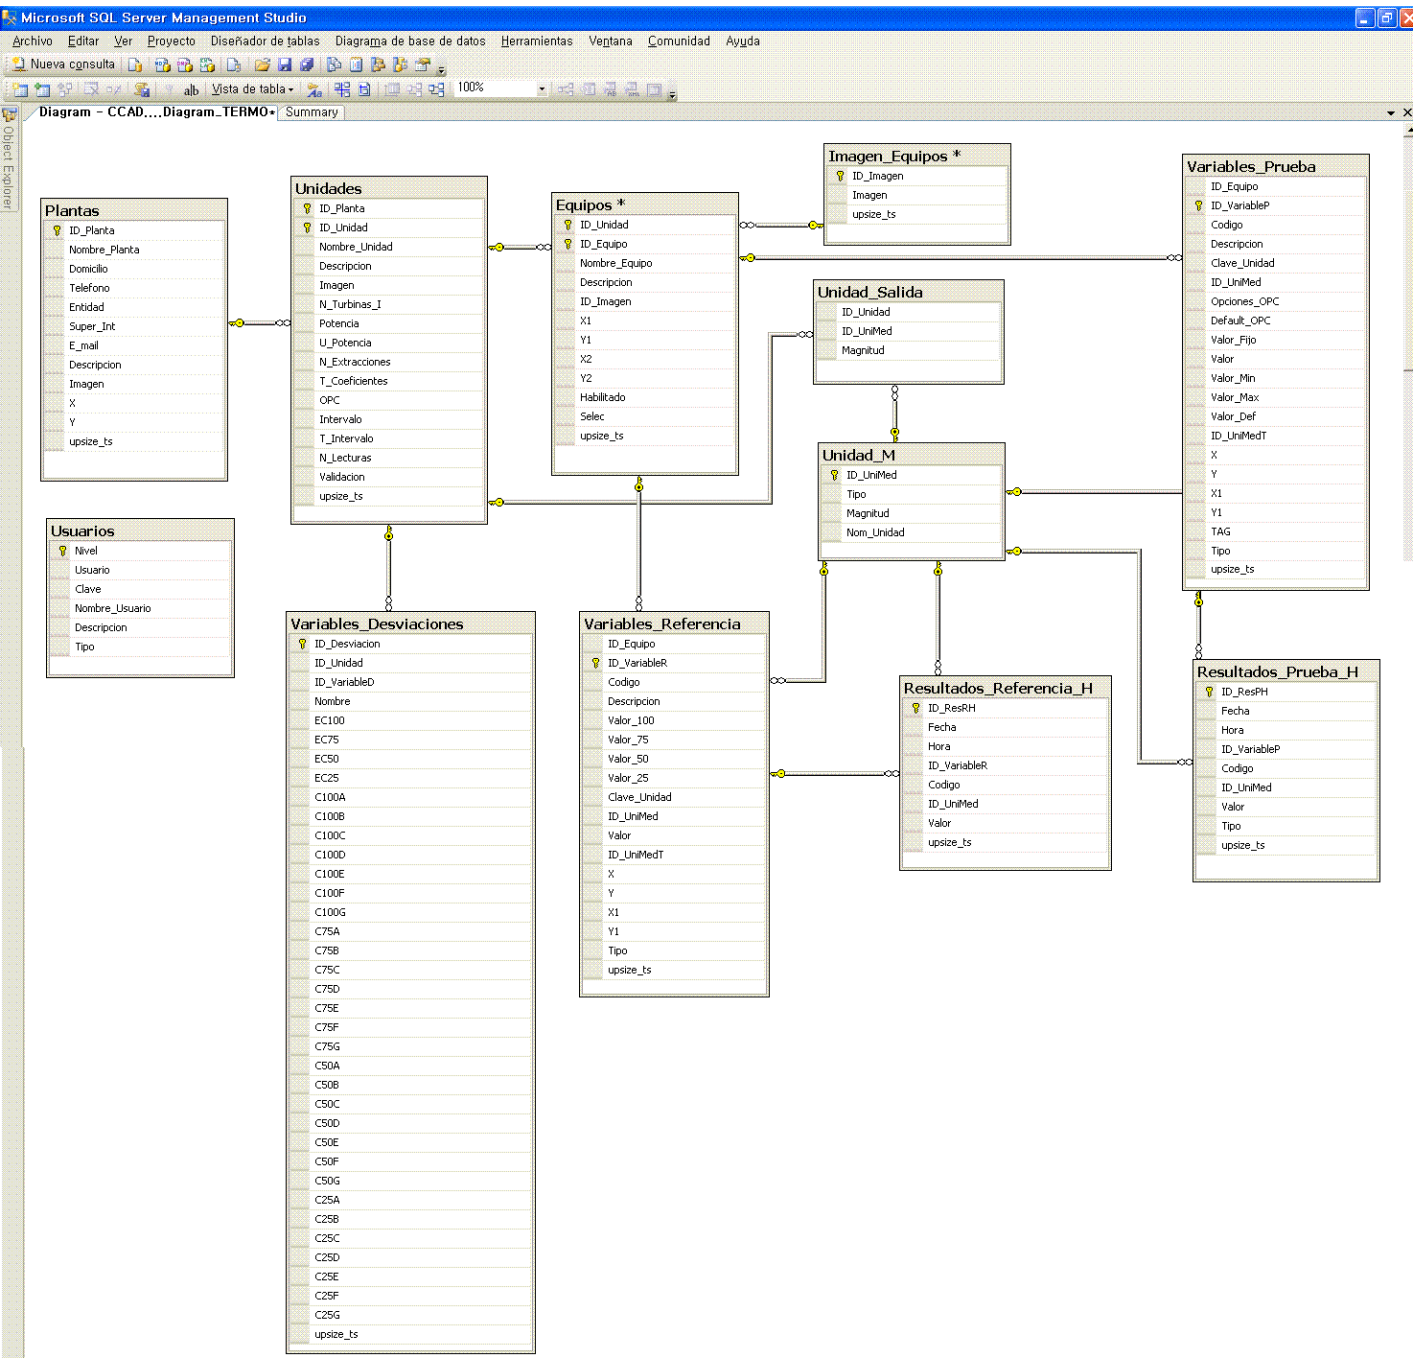 Microsoft SQL Server Management Studio
Archivo Editar Ver Proyecto Diseñador de tablas Diagrama de base de datos Herramientas Ventana Comunidad Ayuda
Nueva consulta
ab| Vista de tabla 100%
Diagram - CCAD,...Diagram_TERMO* Summary
Object Explorer
Plantas
ID_Planta
Nombre_Planta
Domicilio
Telefono
Entidad
Super_Int
E_mail
Descripcion
Imagen
X
Y
upsize_ts
Usuarios
Nivel
Usuario
Clave
Nombre_Usuario
Descripcion
Tipo
Unidades
ID_Planta
ID_Unidad
Nombre_Unidad
Descripcion
Imagen
N_Turbinas_I
Potencia
U_Potencia
N_Extracciones
T_Coeficientes
OPC
Intervalo
T_Intervalo
N_Lecturas
Validacion
upsize_ts
Variables_Desviaciones
ID_Desviacion
ID_Unidad
ID_VariableD
Nombre
EC100
EC75
EC50
EC25
C100A
C100B
C100C
C100D
C100E
C100F
C100G
C75A
C75B
C75C
C75D
C75E
C75F
C75G
C50A
C50B
C50C
C50D
C50E
C50F
C50G
C25A
C25B
C25C
C25D
C25E
C25F
C25G
upsize_ts
Equipos *
ID_Unidad
ID_Equipo
Nombre_Equipo
Descripcion
ID_Imagen
X1
Y1
X2
Y2
Habilitado
Selec
upsize_ts
Variables_Referencia
ID_Equipo
ID_VariableR
Codigo
Descripcion
Valor_100
Valor_75
Valor_50
Valor_25
Clave_Unidad
ID_UniMed
Valor
ID_UniMedT
X
Y
X1
Y1
Tipo
upsize_ts
Imagen_Equipos *
ID_Imagen
Imagen
upsize_ts
Unidad_Salida
ID_Unidad
ID_UniMed
Magnitud
Unidad_M
ID_UniMed
Tipo
Magnitud
Nom_Unidad
Resultados_Referencia_H
ID_ResRH
Fecha
Hora
ID_VariableR
Codigo
ID_UniMed
Valor
upsize_ts
Variables_Prueba
ID_Equipo
ID_VariableP
Codigo
Descripcion
Clave_Unidad
ID_UniMed
Opciones_OPC
Default_OPC
Valor_Fijo
Valor
Valor_Min
Valor_Max
Valor_Def
ID_UniMedT
X
Y
X1
Y1
TAG
Tipo
upsize_ts
Resultados_Prueba_H
ID_ResPH
Fecha
Hora
ID_VariableP
Codigo
ID_UniMed
Valor
Tipo
upsize_ts